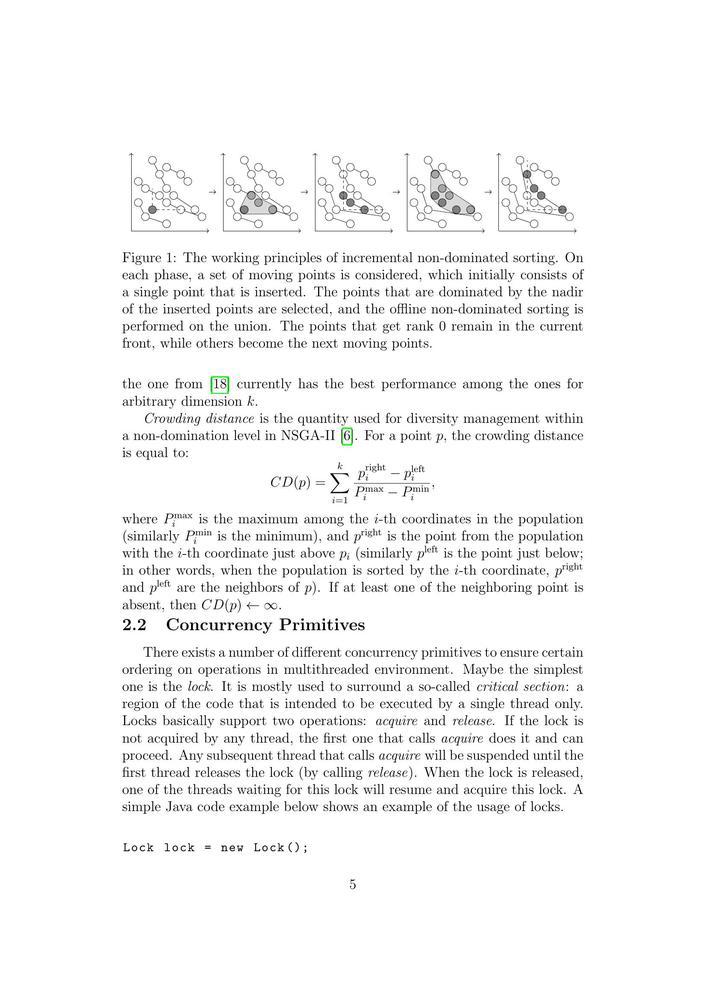 Figure 1: The working principles of incremental non-dominated sorting. On
each phase, a set of moving points is considered, which initially consists of
a single point that is inserted. The points that are dominated by the nadir
of the inserted points are selected, and the offline non-dominated sorting is
performed on the union. The points that get rank 0 remain in the current
front, while others become the next moving points.
the one from [18] currently has the best performance among the ones for
arbitrary dimension k.
Crowding distance is the quantity used for diversity management within
a non-domination level in NSGA-II [6]. For a point p, the crowding distance
is equal to:
CD(p) = \sum_{i=1}^{k} \frac{p_i^{right} − p_i^{left}}{P_i^{max} − P_i^{min}},
where P_i^{max} is the maximum among the i-th coordinates in the population
(similarly P_i^{min} is the minimum), and p^{right} is the point from the population
with the i-th coordinate just above p_i (similarly p^{left} is the point just below;
in other words, when the population is sorted by the i-th coordinate, p^{right}
and p^{left} are the neighbors of p). If at least one of the neighboring point is
absent, then CD(p) ← ∞.
2.2 Concurrency Primitives
There exists a number of different concurrency primitives to ensure certain
ordering on operations in multithreaded environment. Maybe the simplest
one is the lock. It is mostly used to surround a so-called critical section: a
region of the code that is intended to be executed by a single thread only.
Locks basically support two operations: acquire and release. If the lock is
not acquired by any thread, the first one that calls acquire does it and can
proceed. Any subsequent thread that calls acquire will be suspended until the
first thread releases the lock (by calling release). When the lock is released,
one of the threads waiting for this lock will resume and acquire this lock. A
simple Java code example below shows an example of the usage of locks.
Lock lock = new Lock();
5